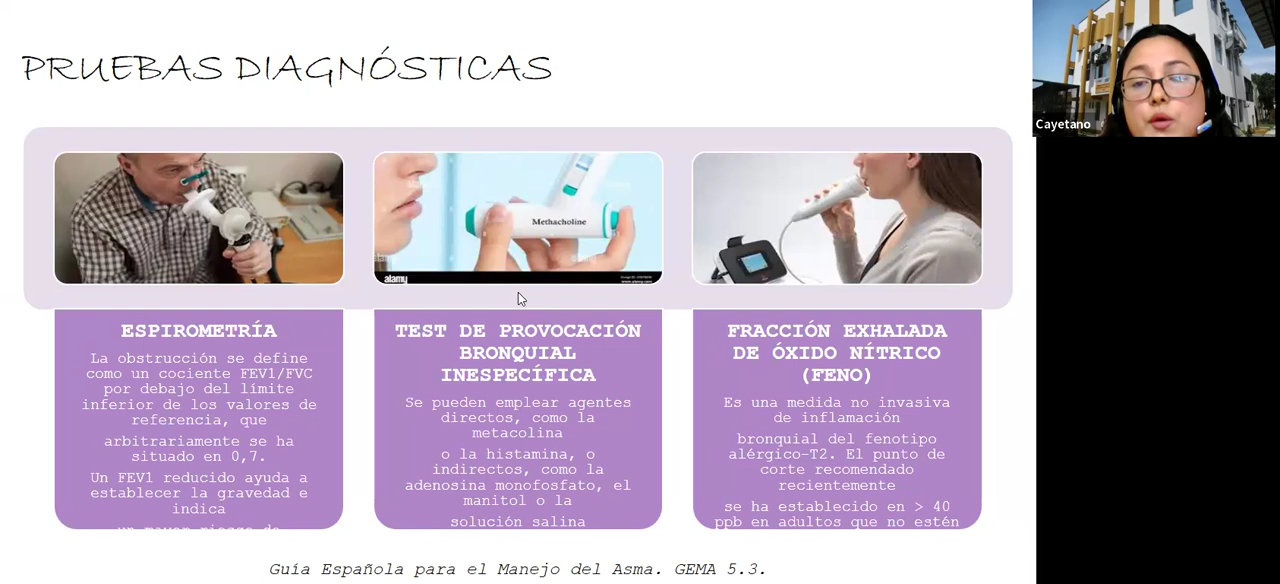 PRUEBAS DIAGNÓSTICAS
Cayetano
Methacholine
alamy
ESPIROMETRÍA
La obstrucción se define
como un cociente FEV1/FVC
por debajo del límite
inferior de los valores de
referencia, que
arbitrariamente se ha
situado en 0,7.
Un FEV1 reducido ayuda a
establecer la gravedad e
indica
un mayor riesgo de
TEST DE PROVOCACIÓN
BRONQUIAL
INESPECÍFICA
Se pueden emplear agentes
directos, como la
metacolina
o la histamina, o
indirectos, como la
adenosina monofosfato, el
manitol o la
solución salina
FRACCIÓN EXHALADA
DE ÓXIDO NÍTRICO
(FENO)
Es una medida no invasiva
de inflamación
bronquial del fenotipo
alérgico-T2. El punto de
corte recomendado
recientemente
se ha establecido en > 40
ppb en adultos que no estén
Guía Española para el Manejo del Asma. GEMA 5.3.